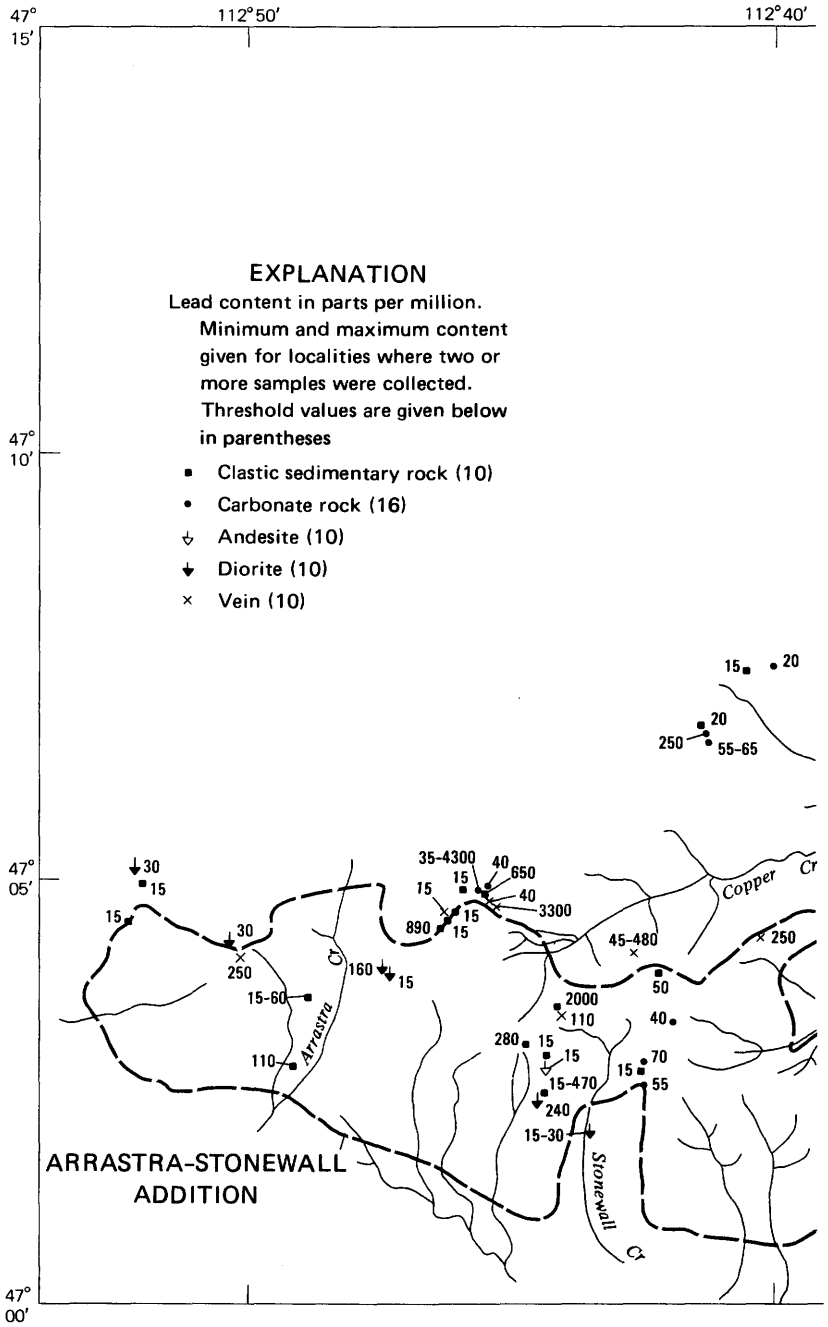 47°
15'
112°50'
112°40'
EXPLANATION
Lead content in parts per million.
Minimum and maximum content
given for localities where two or
more samples were collected.
Threshold values are given below
in parentheses
47°
10'
Clastic sedimentary rock (10)
Carbonate rock (16)
Andesite (10)
Diorite (10)
Vein (10)
15
20
20
250
55-65
47°
05'
30
15
15
30
250
15-60
110
Arrastra
Cr
160
15
35-4300
40
650
15
40
15
3300
15
890
15
Copper
Cr
45-480
250
50
2000
110
40
280
15
15
70
15
55
15-470
240
15-30
Stonewall
Cr
ARRASTRA-STONEWALL
ADDITION
47°
00'